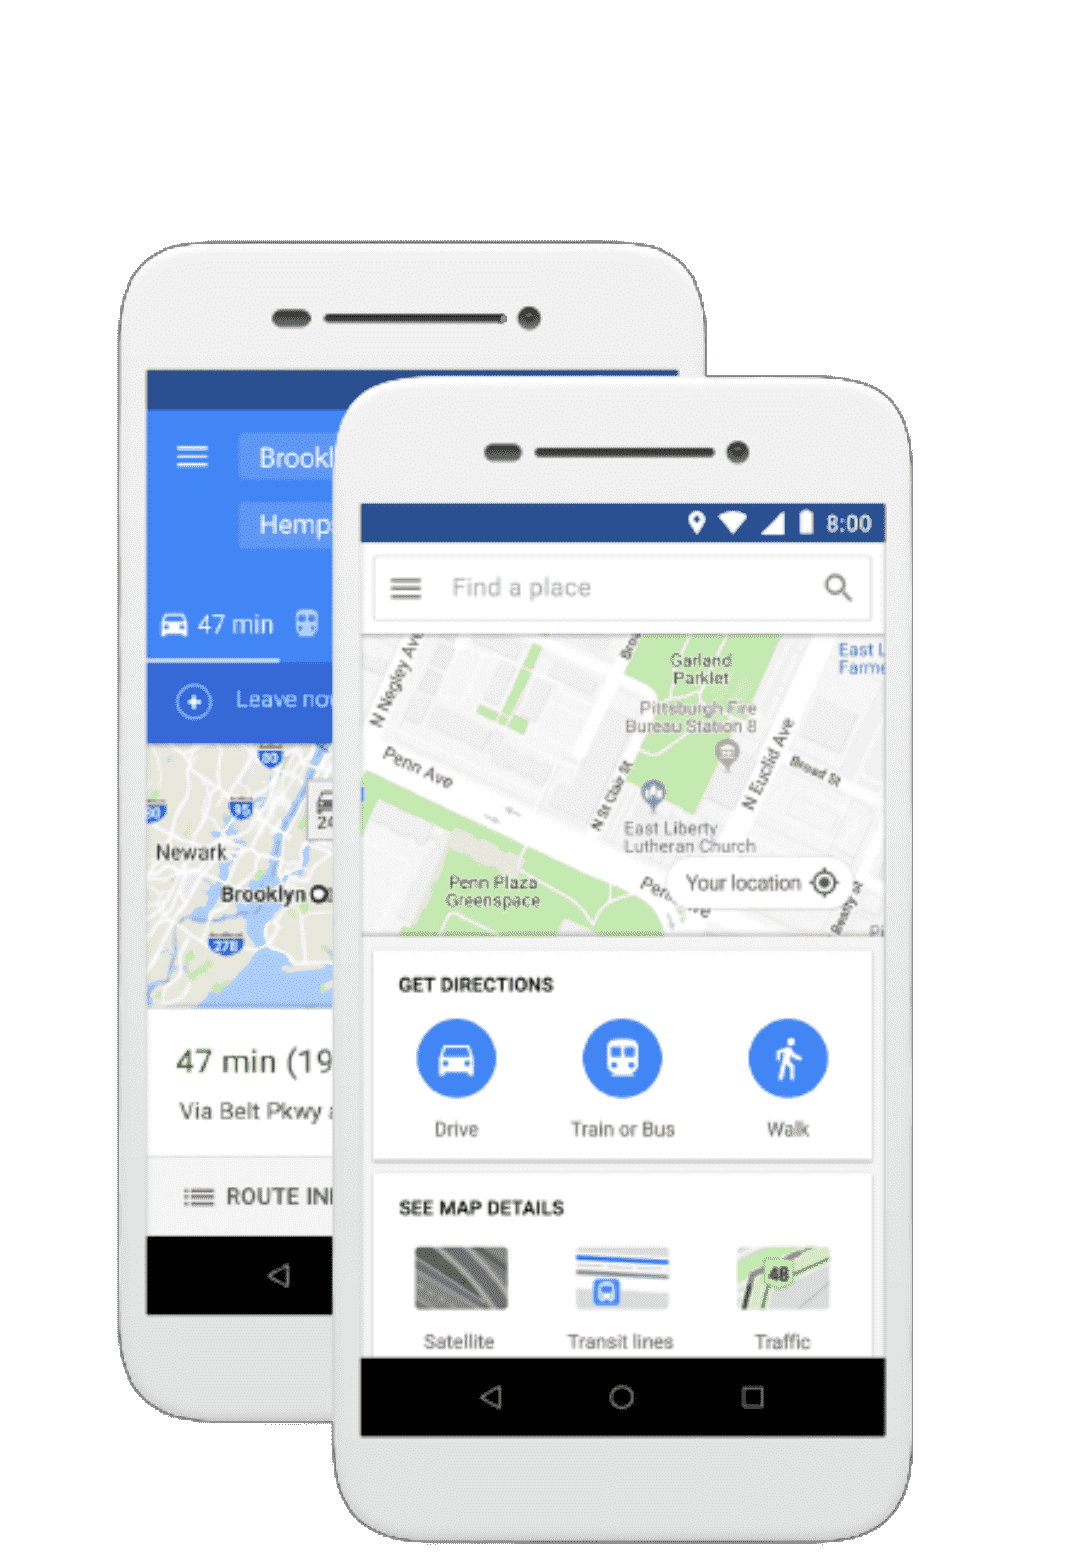 Brookl
Hemps
47 min
Leave now
80
95
Newark
Brooklyn
278
47 min (19
Via Belt Pkwy a
ROUTE IN
8:00
Find a place
N Negley Ave
Garland
Parklet
East L
Farme
Pittsburgh Fire
Bureau Station 8
Penn Ave
N St Clair St
N Euclid Ave
Broad St
East Liberty
Lutheran Church
Penn Plaza
Greenspace
Your location
GET DIRECTIONS
Drive
Train or Bus
Walk
SEE MAP DETAILS
48
Satellite
Transit lines
Traffic